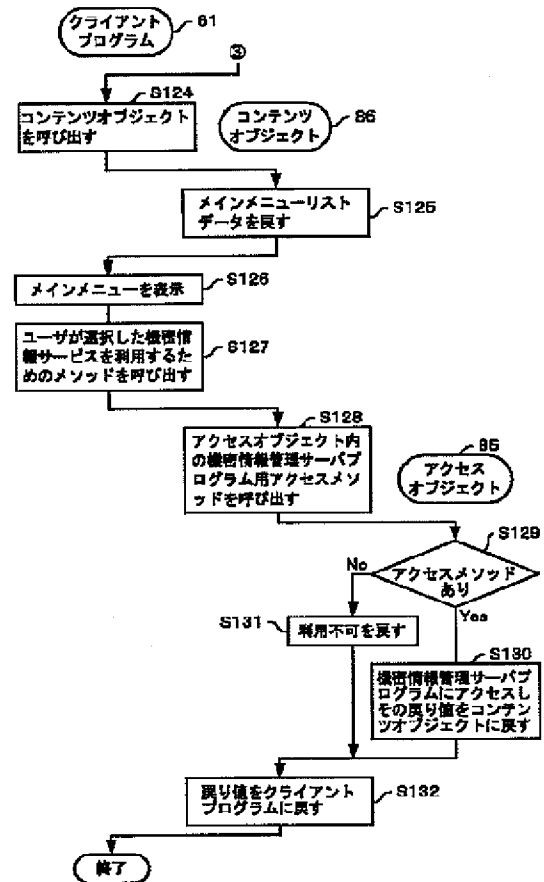 クライアント
プログラム
61
③
S124
コンテンツオブジェクト
を呼び出す
コンテンツ
オブジェクト
66
メインメニューリスト
データを戻す
S125
メインメニューを表示
S126
ユーザが選択した機密情
報サービスを利用するた
めのメソッドを呼び出す
S127
S128
アクセスオブジェクト内
の機密情報管理サーバプ
ログラム用アクセスメソ
ッドを呼び出す
65
アクセス
オブジェクト
S129
アクセスメソッド
あり
No
Yes
S131
利用不可を戻す
S130
機密情報管理サーバプ
ログラムにアクセスし
その戻り値をコンテン
ツオブジェクトに戻す
戻り値をクライアント
プログラムに戻す
S132
終了